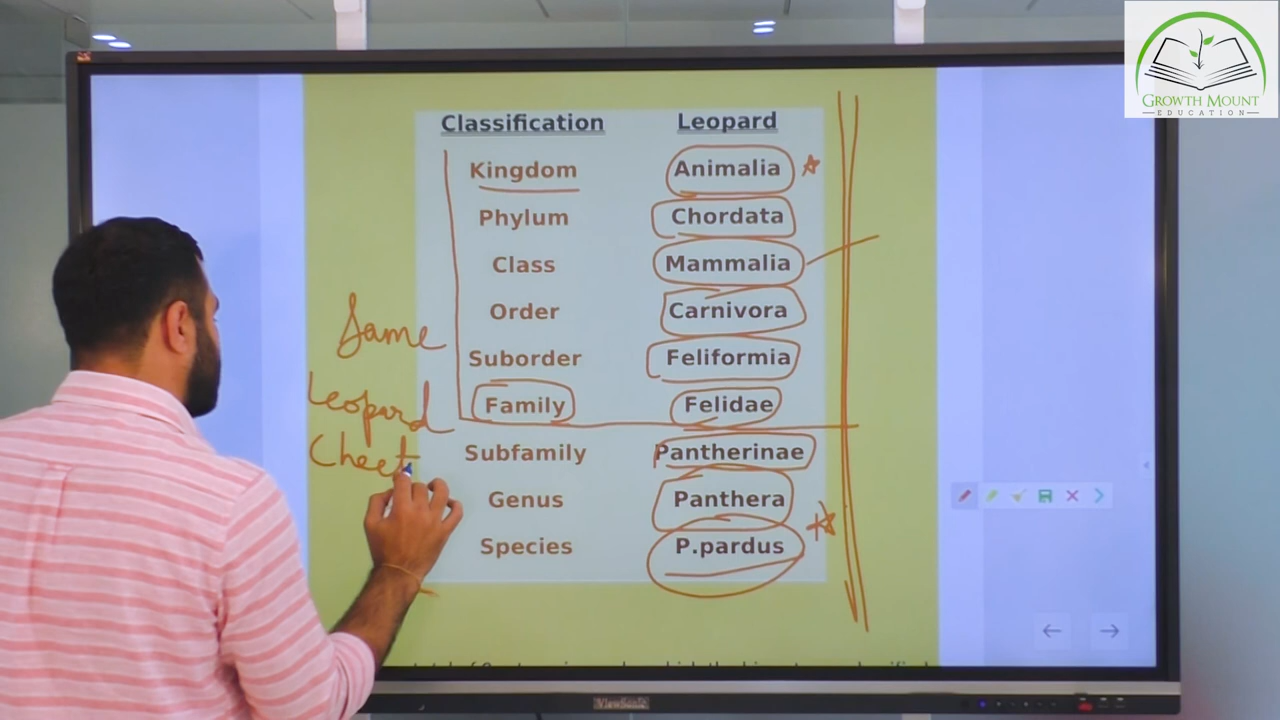 GROWTH MOUNT
EDUCATION
Classification Leopard
Kingdom Animalia
Phylum Chordata
Class Mammalia
Order Carnivora
Suborder Feliformia
Family Felidae
Subfamily Pantherinae
Genus Panthera
Species P.pardus
Same
Leopard
Cheet
ViewSonic